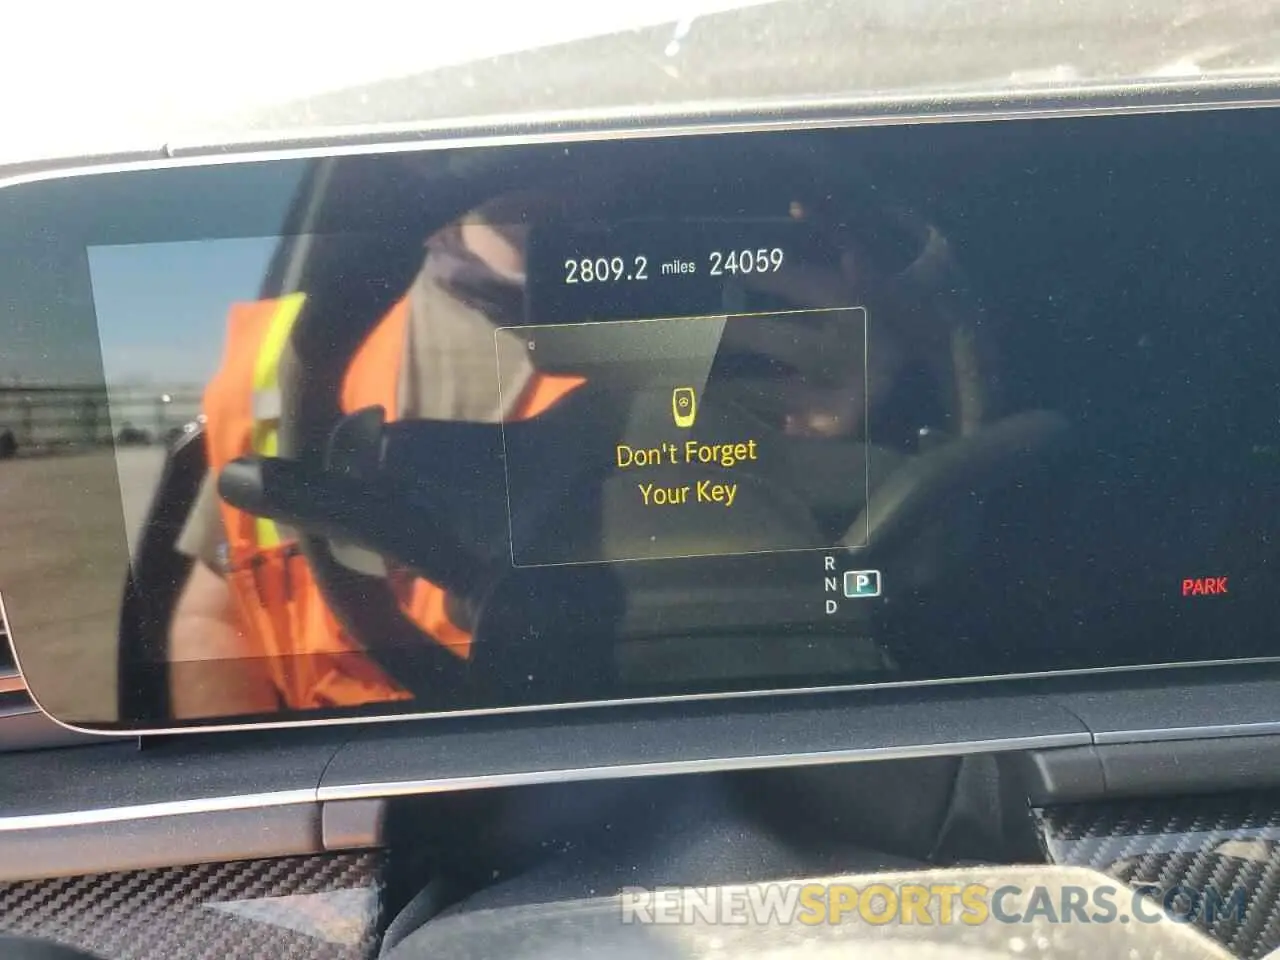 2809.2 miles 24059
Don't Forget
Your Key
R
N P
D
PARK
RENEWSPORTSCARS.COM